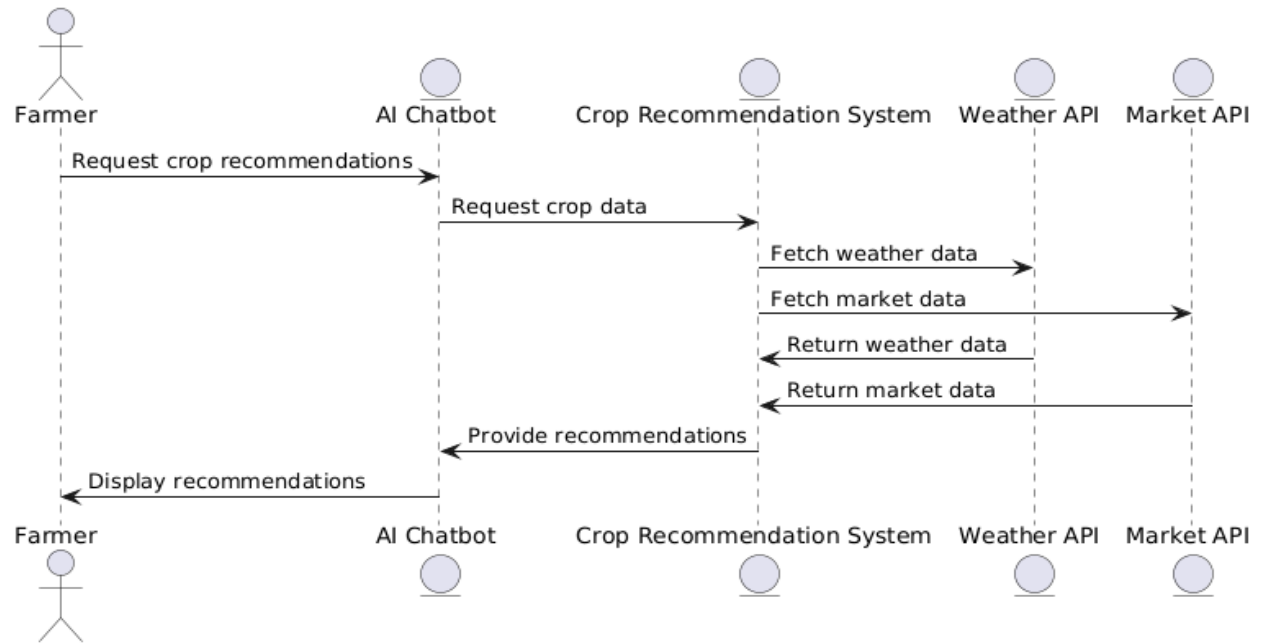 Farmer AI Chatbot Crop Recommendation System Weather API Market API
Request crop recommendations
Request crop data
Fetch weather data
Fetch market data
Return weather data
Return market data
Provide recommendations
Display recommendations
Farmer AI Chatbot Crop Recommendation System Weather API Market API